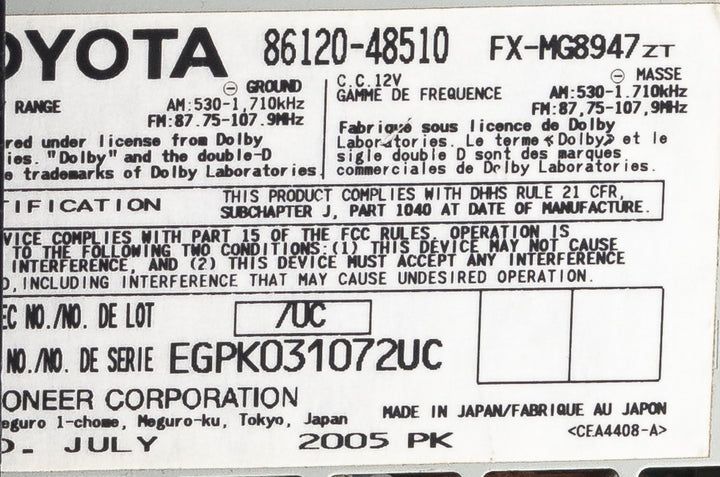 OYOTA 86120-48510 FX-MG8947ZT
⊖ GROUND
RANGE AM:530-1,710kHz
FM:87.75-107.9MHz
red under license from Dolby
ies. "Dolby" and the double-D
e trademarks of Dolby Laboratories.
⊖ MASSE
C.C.12V
GAMME DE FREQUENCE AM:530-1.710kHz
FM:87,75-107,9MHz
Fabriqué sous licence de Dolby
Laboratories. Le terme «Dolby» et le
sigle double D sont des marques
commerciales de Dolby Laboratories.
TIFICATION THIS PRODUCT COMPLIES WITH DHHS RULE 21 CFR,
SUBCHAPTER J, PART 1040 AT DATE OF MANUFACTURE.
VICE COMPLIES WITH PART 15 OF THE FCC RULES. OPERATION IS
TO THE FOLLOWING TWO CONDITIONS:(1) THIS DEVICE MAY NOT CAUSE
INTERFERENCE, AND (2) THIS DEVICE MUST ACCEPT ANY INTERFERENCE
D,INCLUDING INTERFERENCE THAT MAY CAUSE UNDESIRED OPERATION.
EC NO./NO. DE LOT /UC
NO./NO. DE SERIE EGPK031072UC
ONEER CORPORATION
eguro 1-chome, Meguro-ku, Tokyo, Japan MADE IN JAPAN/FABRIQUE AU JAPON
<CEA4408-A>
D- JULY 2005 PK